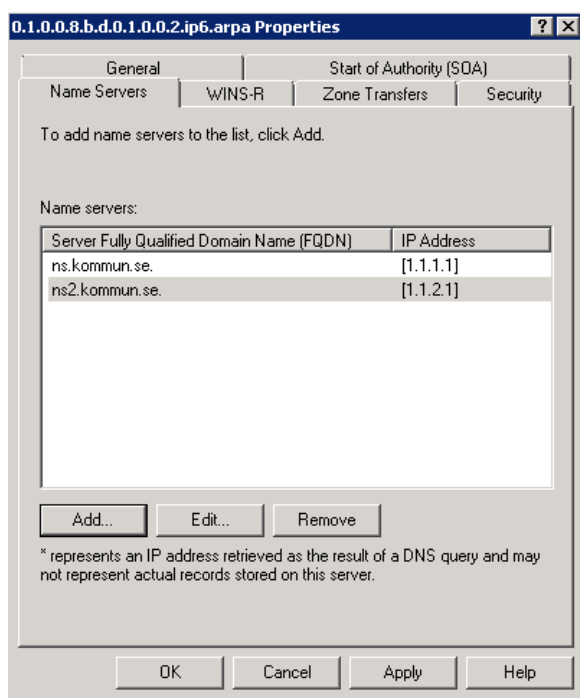 0.1.0.0.8.b.d.0.1.0.0.2.ip6.arpa Properties
General
Start of Authority (SOA)
Name Servers
WINS-R
Zone Transfers
Security
To add name servers to the list, click Add.
Name servers:
Server Fully Qualified Domain Name (FQDN) IP Address
ns.kommun.se. [1.1.1.1]
ns2.kommun.se. [1.1.2.1]
Add... Edit... Remove
* represents an IP address retrieved as the result of a DNS query and may
not represent actual records stored on this server.
OK Cancel Apply Help